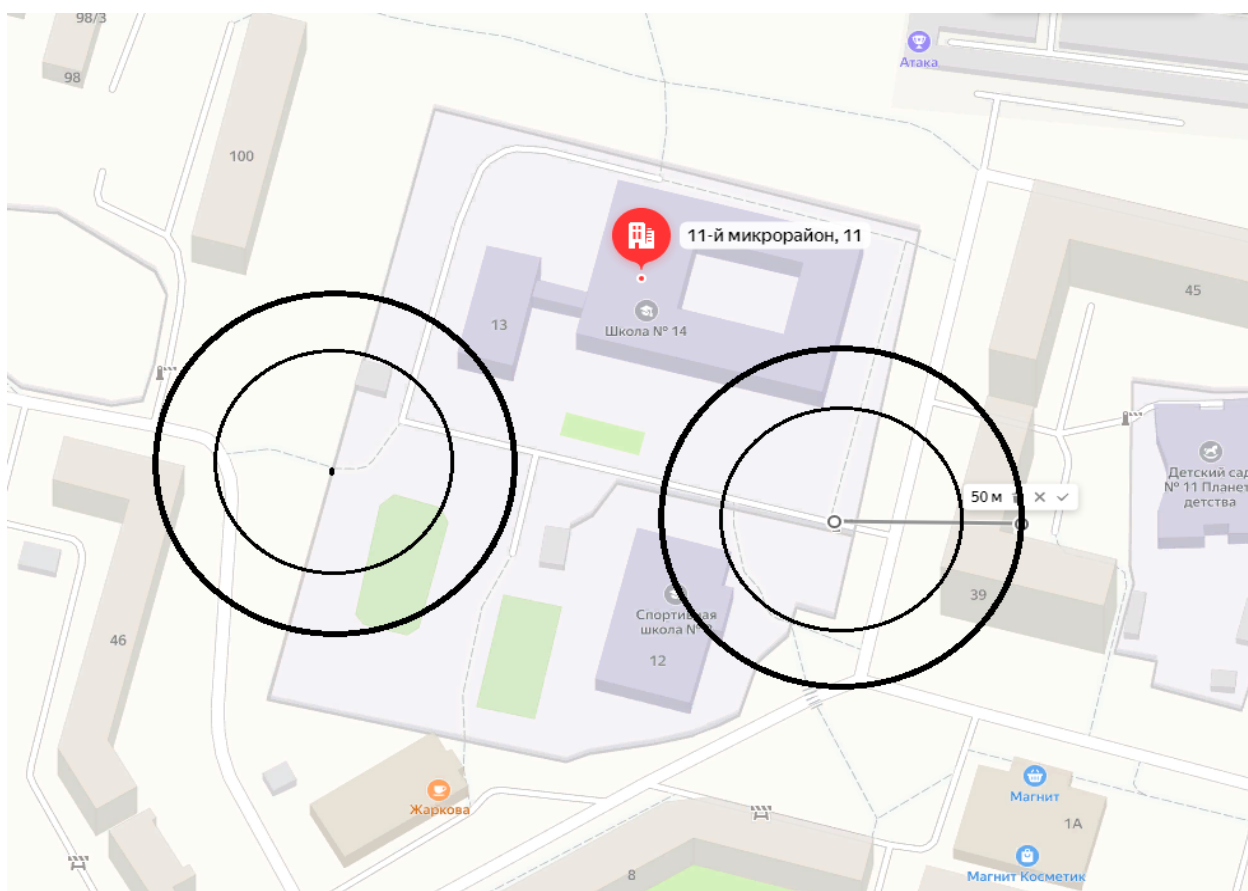 98/3
98
Атака
100
11-й микрорайон, 11
45
13
Школа № 14
Детский сад
№ 11 Планет
детства
50 м
39
Спортивная
школа №
12
46
Магнит
Жаркова
1А
8
Магнит Косметик